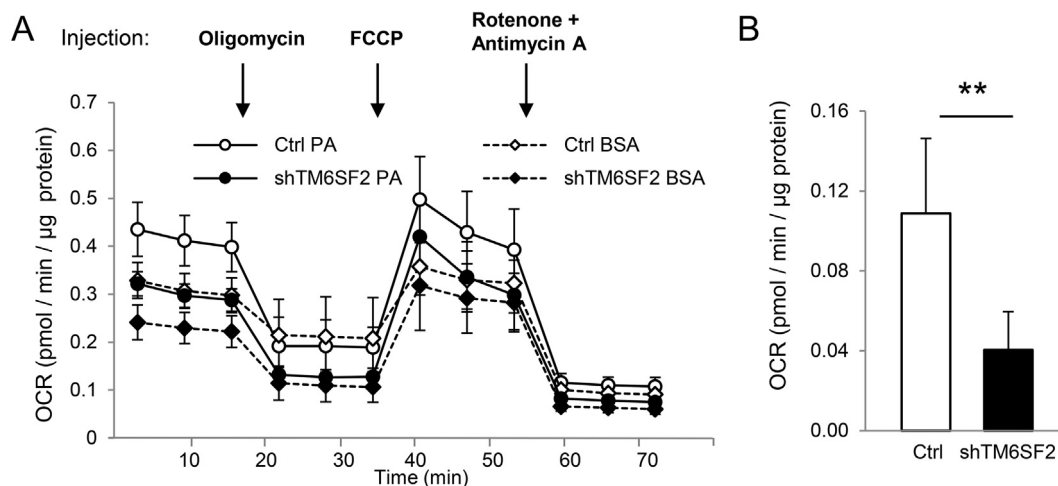 A
Injection:
Oligomycin
FCCP
Rotenone +
Antimycin A
OCR (pmol / min / µg protein)
0.7
0.6
0.5
0.4
0.3
0.2
0.1
0
Ctrl PA
shTM6SF2 PA
Ctrl BSA
shTM6SF2 BSA
10 20 30 40 50 60 70
Time (min)
B
OCR (pmol / min / µg protein)
0.16
0.12
0.08
0.04
0.00
**
Ctrl shTM6SF2